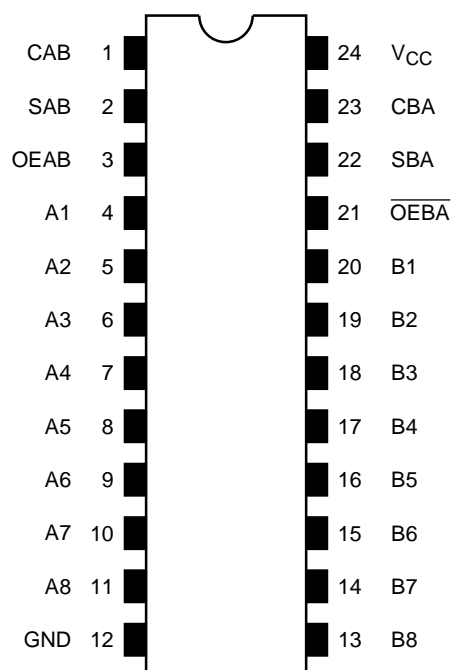 CAB 1 24 VCC
SAB 2 23 CBA
OEAB 3 22 SBA
A1 4 21 O̅E̅B̅A̅
A2 5 20 B1
A3 6 19 B2
A4 7 18 B3
A5 8 17 B4
A6 9 16 B5
A7 10 15 B6
A8 11 14 B7
GND 12 13 B8